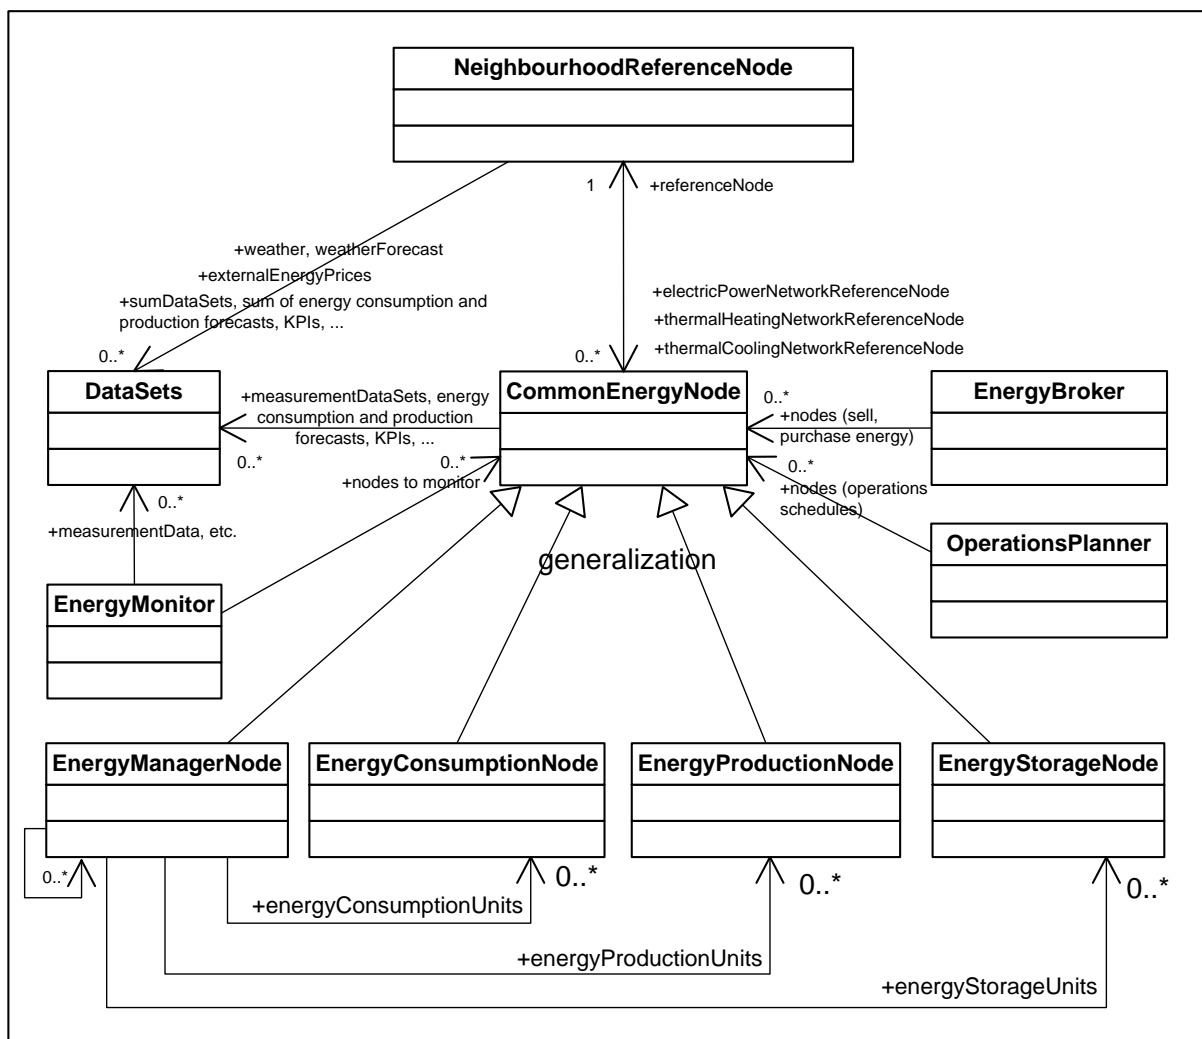 NeighbourhoodReferenceNode
1
+referenceNode
+weather, weatherForecast
+externalEnergyPrices
+sumDataSets, sum of energy consumption and
production forecasts, KPIs, ...
0..*
+electricPowerNetworkReferenceNode
+thermalHeatingNetworkReferenceNode
+thermalCoolingNetworkReferenceNode
0..*
DataSets
+measurementDataSets, energy
consumption and production
forecasts, KPIs, ...
0..*
CommonEnergyNode
0..*
+nodes (sell,
purchase energy)
EnergyBroker
0..*
+nodes to monitor
0..*
+nodes (operations
schedules)
0..*
+measurementData, etc.
OperationsPlanner
generalization
EnergyMonitor
EnergyManagerNode
EnergyConsumptionNode
EnergyProductionNode
EnergyStorageNode
0..*
0..*
0..*
0..*
+energyConsumptionUnits
+energyProductionUnits
+energyStorageUnits